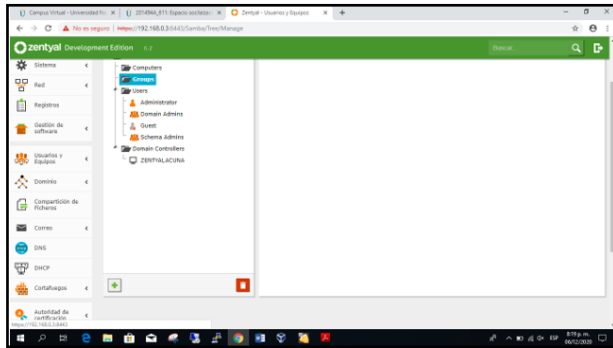 Campus Virtual - Universidad
201494A_811: Espacio
Zentyal - Usuarios y Equipos
No es seguro | https://192.168.0.3:8443/Samba/Tree/Manage
zentyal Development Edition 6.2
Buscar...
Sistema
Red
Registros
Gestión de
software
Usuarios y
Equipos
Dominio
Compartición de
Ficheros
Correo
DNS
DHCP
Cortafuegos
Autoridad de
certificación
Computers
Groups
Users
Administrator
Domain Admins
Guest
Schema Admins
Domain Controllers
ZENTYALACUNA
https://192.168.0.3:8443
ESP
8:19 p. m.
06/12/2020